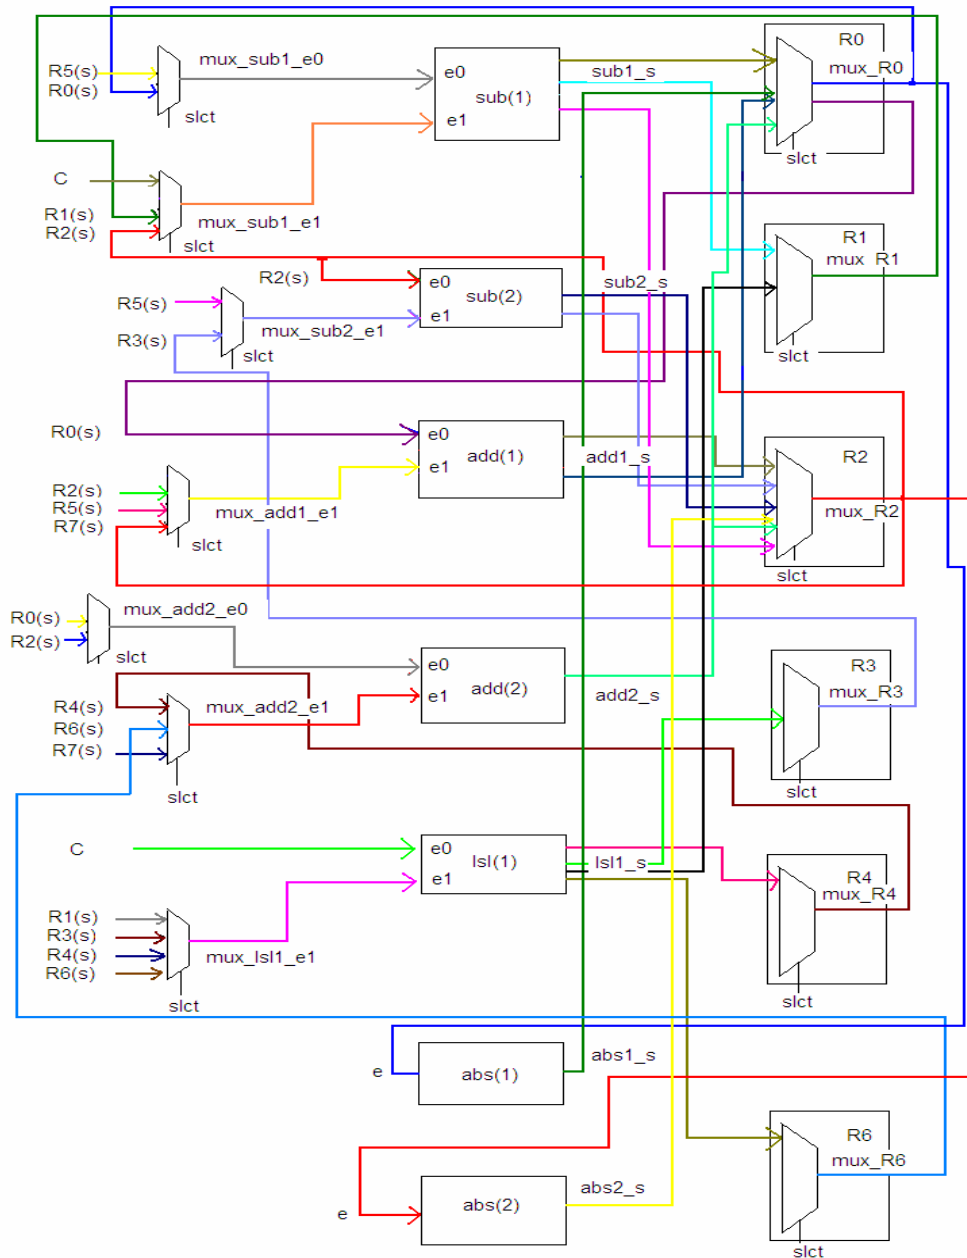 R0
mux_sub1_e0
sub1_s
mux_R0
R5(s)
e0
R0(s)
sub(1)
slct
e1
slct
C
R1(s)
mux_sub1_e1
R2(s)
slct
R1
mux_R1
R2(s)
e0
sub2_s
R5(s)
sub(2)
mux_sub2_e1
e1
R3(s)
slct
slct
R0(s)
e0
add(1)
add1_s
R2
e1
R2(s)
R5(s)
mux_add1_e1
mux_R2
R7(s)
slct
slct
mux_add2_e0
R0(s)
R2(s)
slct
e0
R3
add(2)
add2_s
mux_R3
e1
R4(s)
mux_add2_e1
R6(s)
R7(s)
slct
slct
C
e0
lsl(1)
lsl1_s
e1
R4
mux_R4
R1(s)
R3(s)
R4(s)
mux_lsl1_e1
R6(s)
slct
slct
abs1_s
e
abs(1)
R6
mux_R6
abs2_s
abs(2)
e
slct